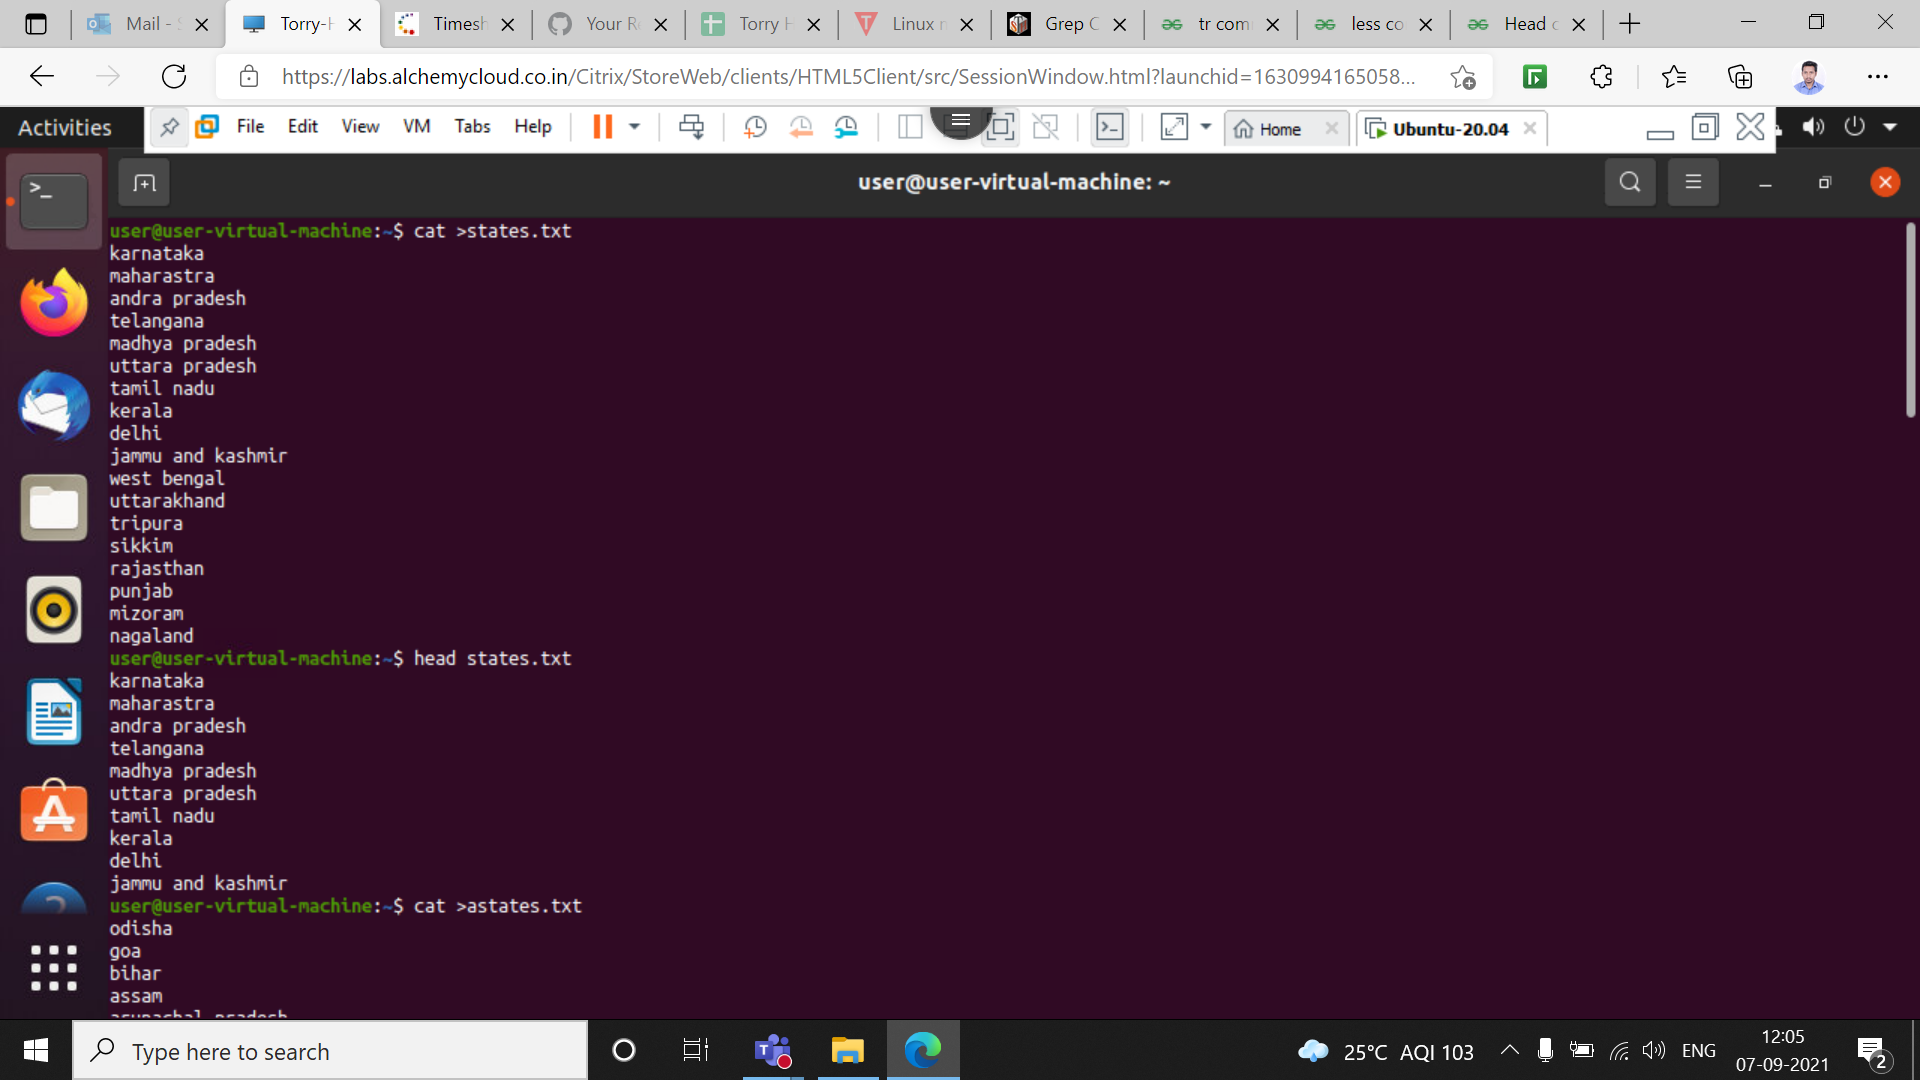 Mail - S
Torry-H
Timesh
Your Re
Torry H
Linux m
Grep C
tr com
less co
Head c
https://labs.alchemycloud.co.in/Citrix/StoreWeb/clients/HTML5Client/src/SessionWindow.html?launchid=1630994165058...
Activities
File Edit View VM Tabs Help
Home
Ubuntu-20.04
user@user-virtual-machine: ~
user@user-virtual-machine:~$ cat >states.txt
karnataka
maharastra
andra pradesh
telangana
madhya pradesh
uttara pradesh
tamil nadu
kerala
delhi
jammu and kashmir
west bengal
uttarakhand
tripura
sikkim
rajasthan
punjab
mizoram
nagaland
user@user-virtual-machine:~$ head states.txt
karnataka
maharastra
andra pradesh
telangana
madhya pradesh
uttara pradesh
tamil nadu
kerala
delhi
jammu and kashmir
user@user-virtual-machine:~$ cat >astates.txt
odisha
goa
bihar
assam
arunachal pradesh
Type here to search
25°C AQI 103
ENG
12:05
07-09-2021
2